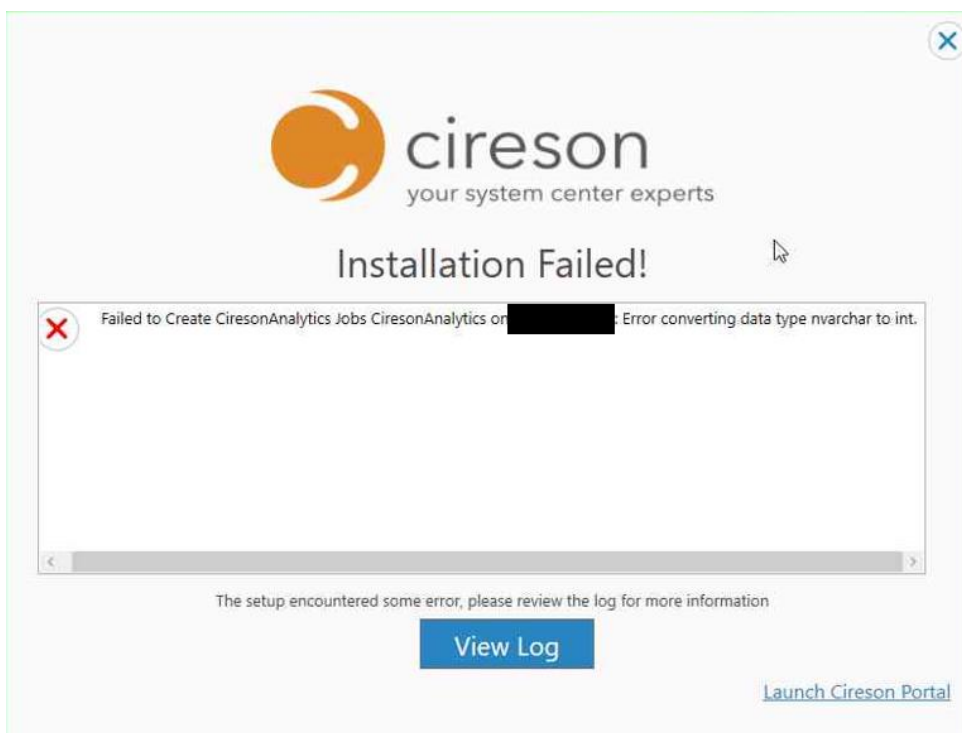 cireson
your system center experts
Installation Failed!
Failed to Create CiresonAnalytics Jobs CiresonAnalytics on : Error converting data type nvarchar to int.
The setup encountered some error, please review the log for more information
View Log
Launch Cireson Portal